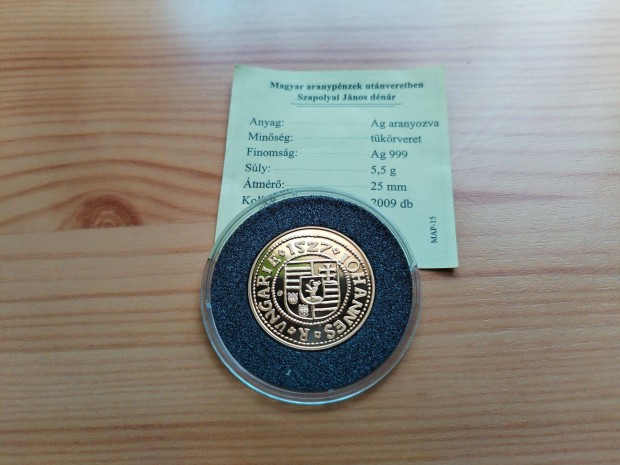 Magyar aranypénzek utánveretben
Szapolyai János dénár
Anyag: Ag aranyozva
Minőség: tükörveret
Finomság: Ag 999
Súly: 5,5 g
Átmérő: 25 mm
2009 db
MAP-15
1527 IOHANNES R VNGARIE